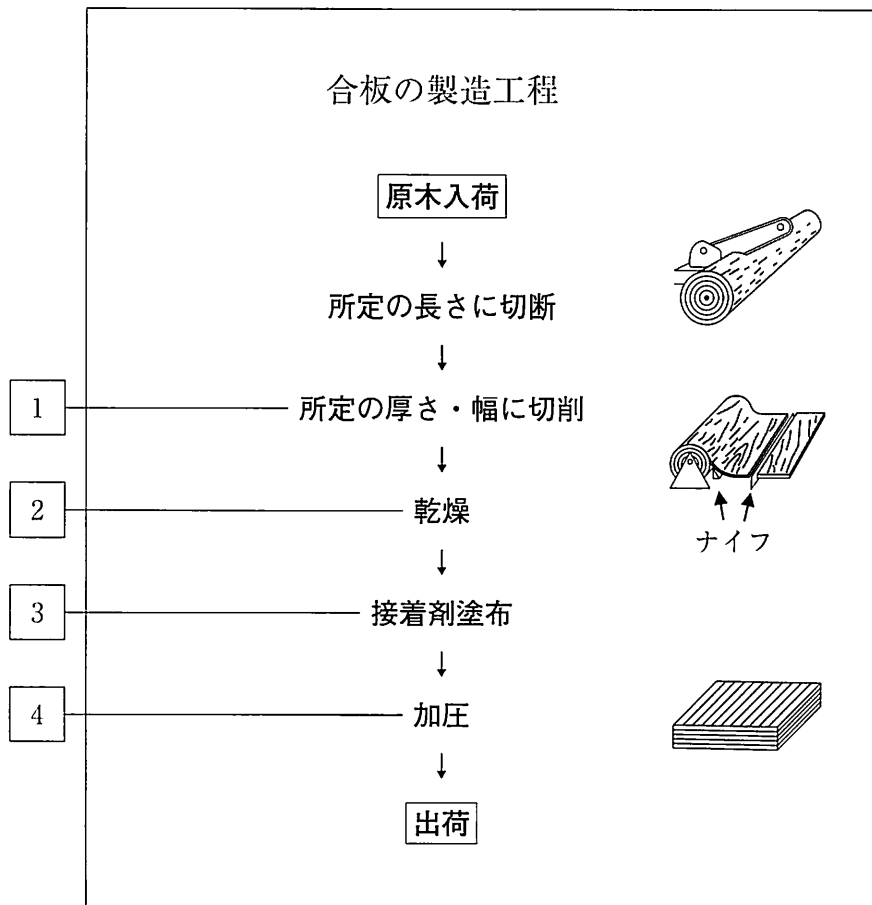 合板の製造工程
原木入荷
↓
所定の長さに切断
↓
1 所定の厚さ・幅に切削
↓
ナイフ
2 乾燥
↓
3 接着剤塗布
↓
4 加圧
↓
出荷